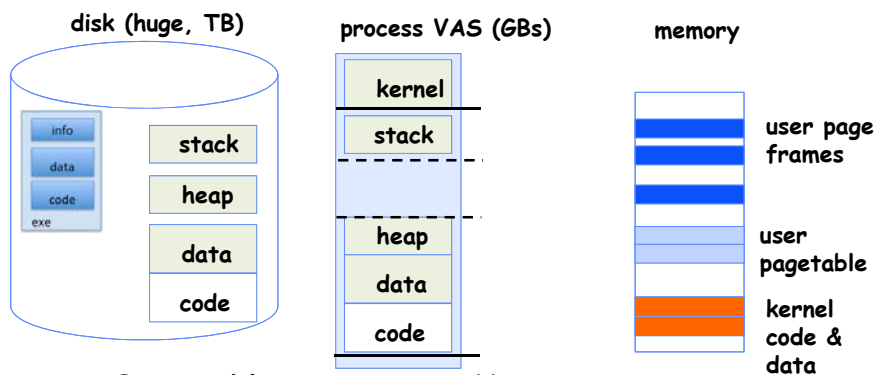 disk (huge, TB)
info
data
code
exe
stack
heap
data
code
process VAS (GBs)
kernel
stack
heap
data
code
memory
user page
frames
user
pagetable
kernel
code &
data